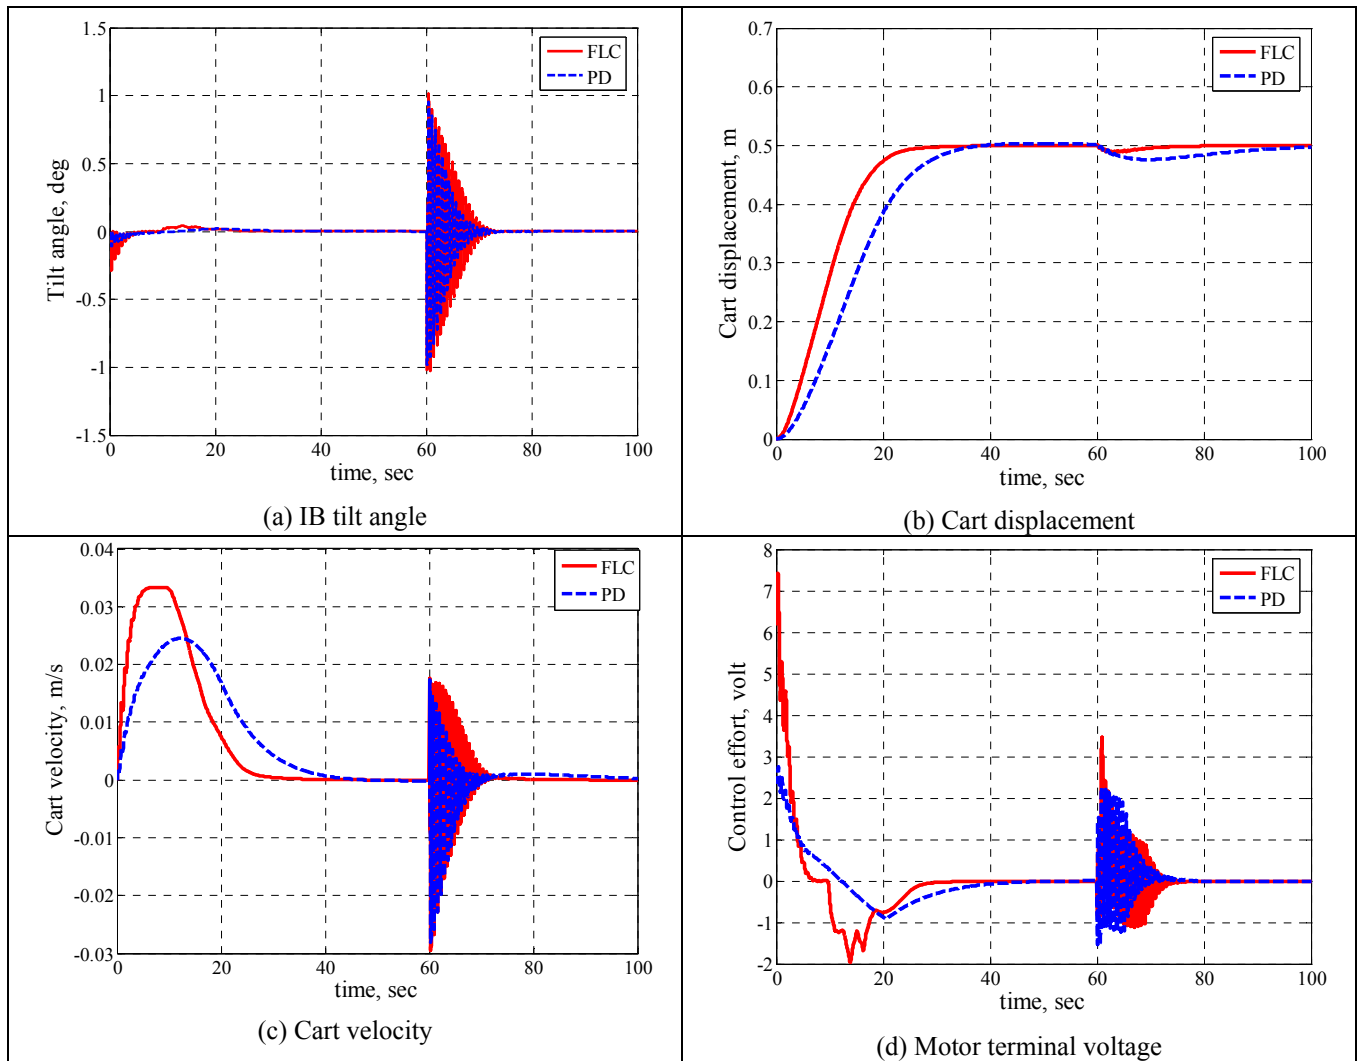 1.5
1
0.5
0
-0.5
-1
-1.5
Tilt angle, deg
FLC
PD
0 20 40 60 80 100
time, sec
(a) IB tilt angle
0.7
0.6
0.5
0.4
0.3
0.2
0.1
0
Cart displacement, m
FLC
PD
0 20 40 60 80 100
time, sec
(b) Cart displacement
0.04
0.03
0.02
0.01
0
-0.01
-0.02
-0.03
Cart velocity, m/s
FLC
PD
0 20 40 60 80 100
time, sec
(c) Cart velocity
8
7
6
5
4
3
2
1
0
-1
-2
Control effort, volt
FLC
PD
0 20 40 60 80 100
time, sec
(d) Motor terminal voltage